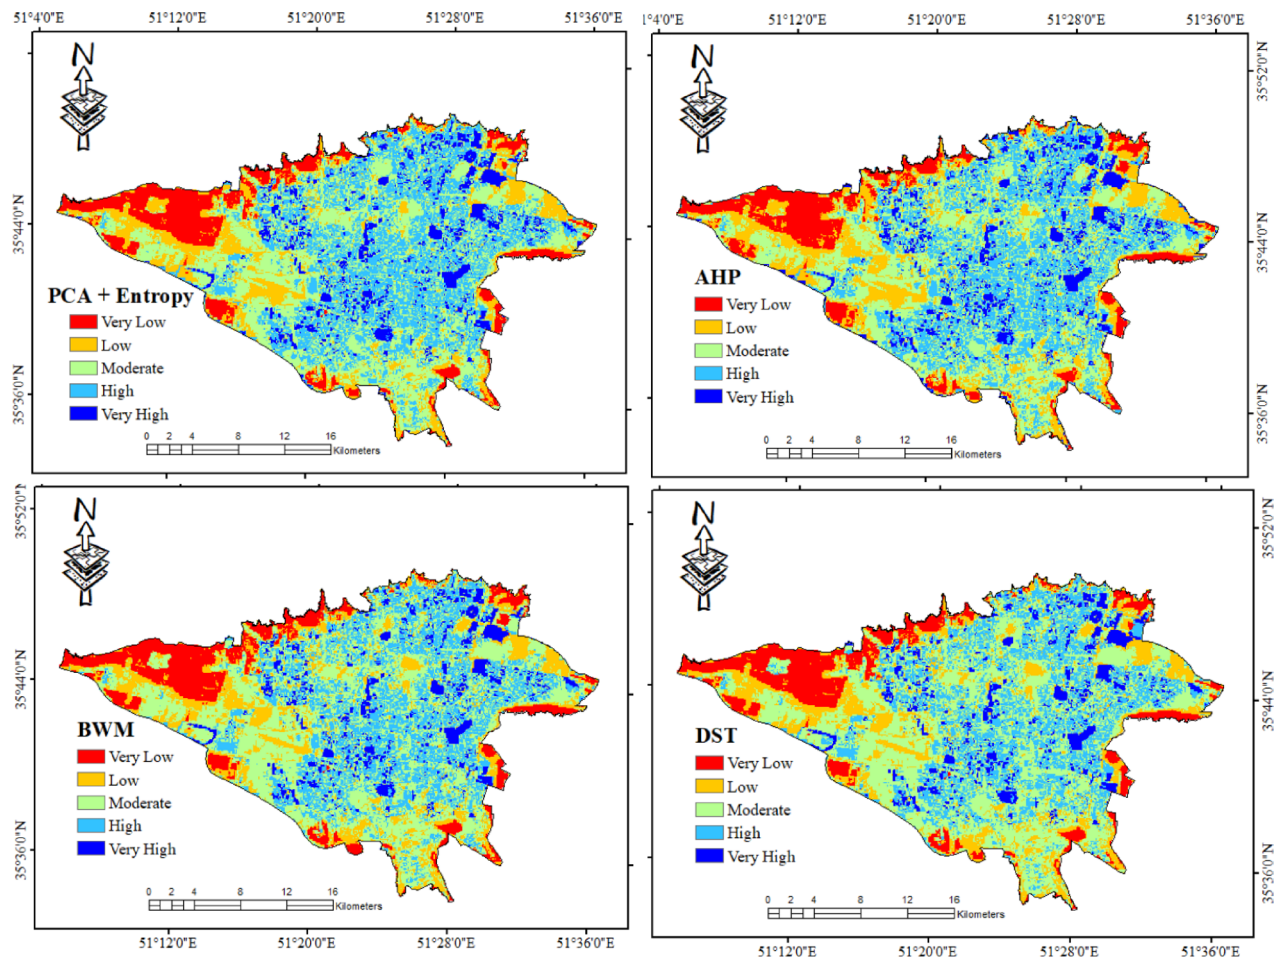 51°4'0"E 51°12'0"E 51°20'0"E 51°28'0"E 51°36'0"E
1°4'0"E 51°12'0"E 51°20'0"E 51°28'0"E 51°36'0"E
N
35°44'0"N
35°36'0"N
PCA + Entropy
Very Low
Low
Moderate
High
Very High
0 2 4 8 12 16
Kilometers
N
35°52'0"N
35°44'0"N
35°36'0"N
AHP
Very Low
Low
Moderate
High
Very High
0 2 4 8 12 16
Kilometers
N
35°52'0"N
35°44'0"N
35°36'0"N
BWM
Very Low
Low
Moderate
High
Very High
0 2 4 8 12 16
Kilometers
51°12'0"E 51°20'0"E 51°28'0"E 51°36'0"E
N
35°52'0"N
35°44'0"N
35°36'0"N
DST
Very Low
Low
Moderate
High
Very High
0 2 4 8 12 16
Kilometers
51°12'0"E 51°20'0"E 51°28'0"E 51°36'0"E